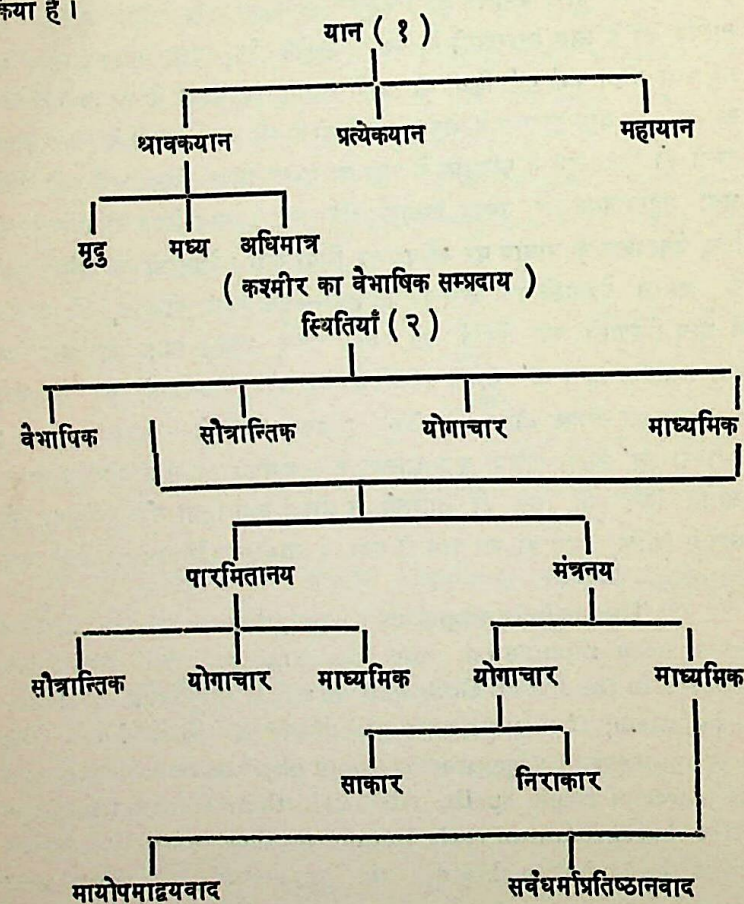 किया है।
यान ( १ )
श्रावकयान प्रत्येकयान महायान
मृदु मध्य अधिमात्र
( कश्मीर का वैभाषिक सम्प्रदाय )
स्थितियाँ ( २ )
वैभाषिक सौत्रान्तिक योगाचार माध्यमिक
पारमितानय मंत्रनय
सौत्रान्तिक योगाचार माध्यमिक योगाचार माध्यमिक
साकार निराकार
मायोपमाद्वयवाद सर्वधर्माप्रतिष्ठानवाद